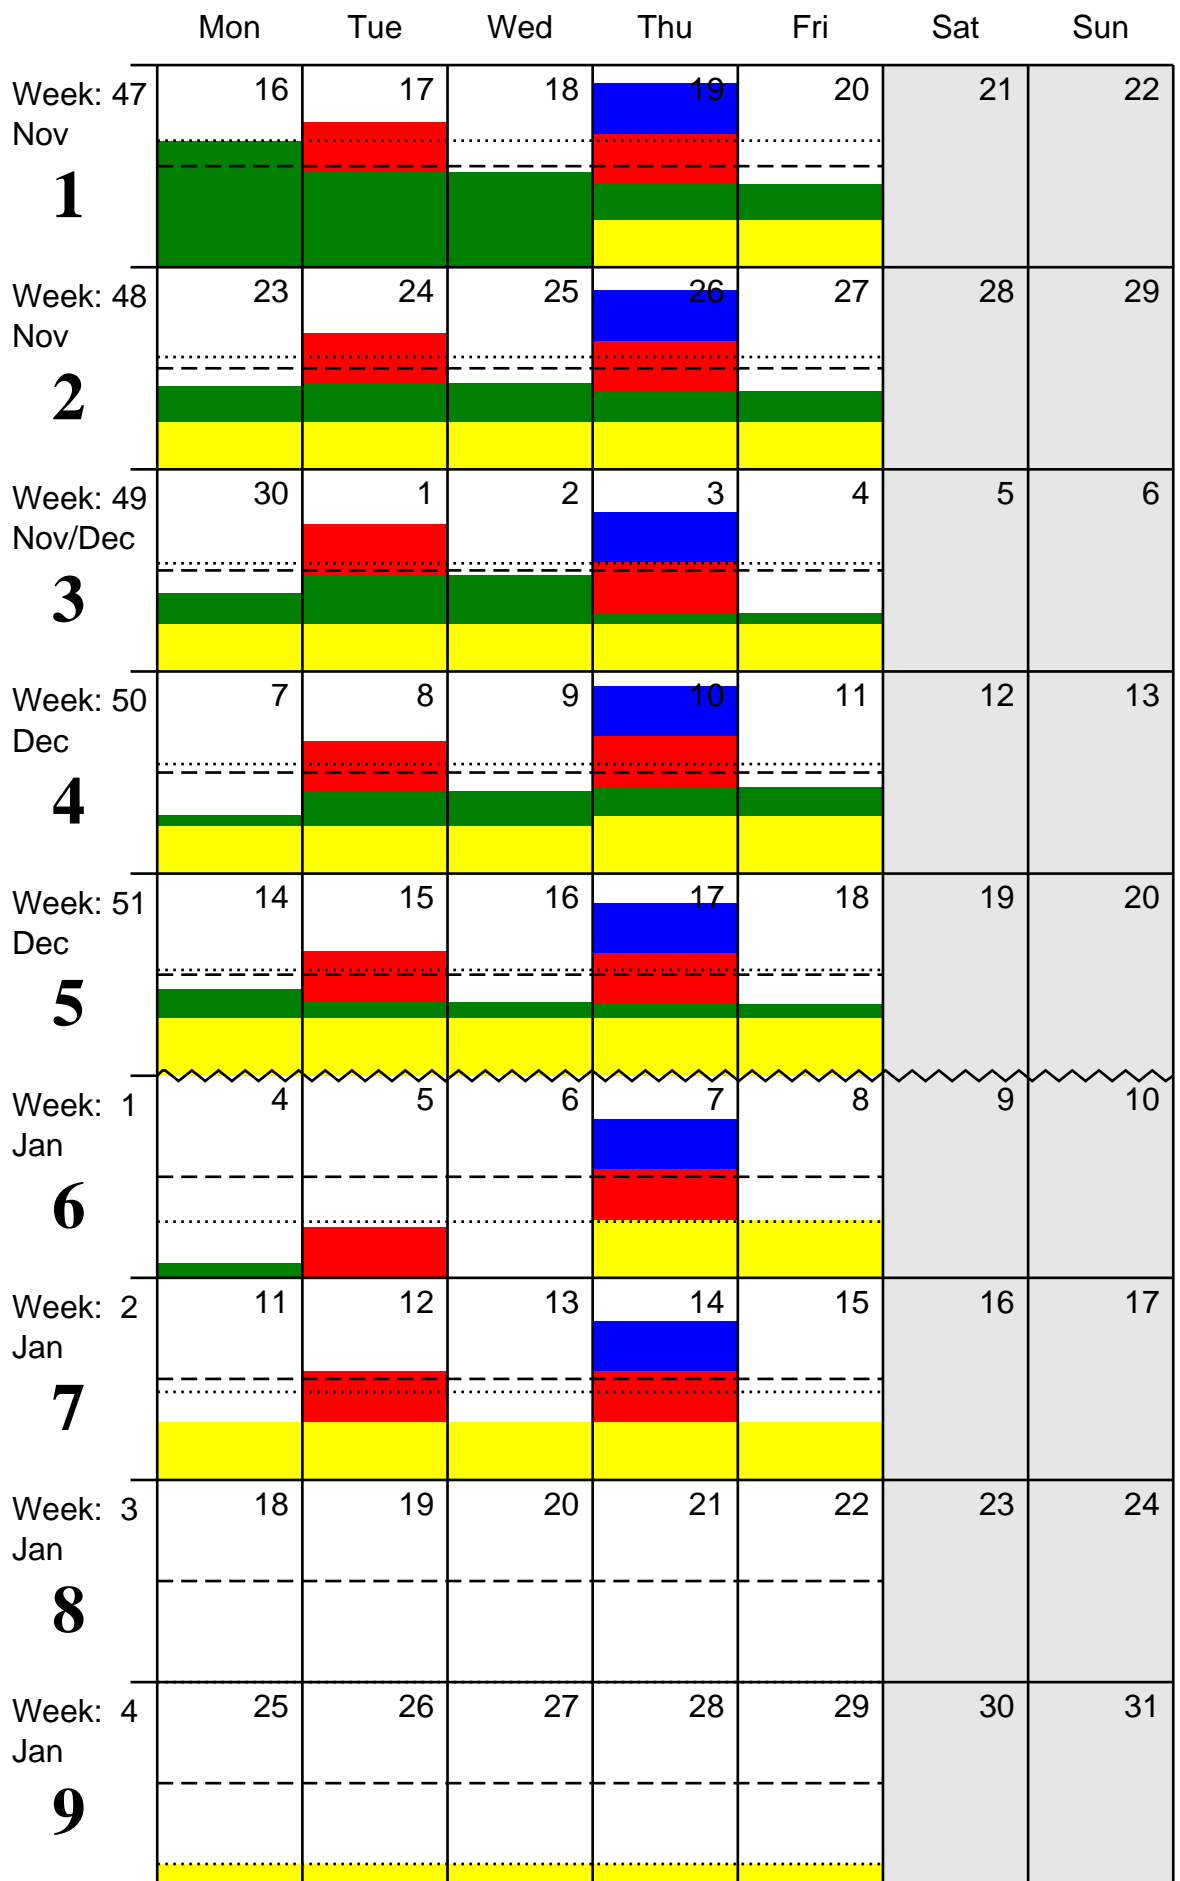 Mon Tue Wed Thu Fri Sat Sun
Week: 47 16 17 18 19 20 21 22
Nov
1
Week: 48 23 24 25 26 27 28 29
Nov
2
Week: 49 30 1 2 3 4 5 6
Nov/Dec
3
Week: 50 7 8 9 10 11 12 13
Dec
4
Week: 51 14 15 16 17 18 19 20
Dec
5
Week: 1 4 5 6 7 8 9 10
Jan
6
Week: 2 11 12 13 14 15 16 17
Jan
7
Week: 3 18 19 20 21 22 23 24
Jan
8
Week: 4 25 26 27 28 29 30 31
Jan
9